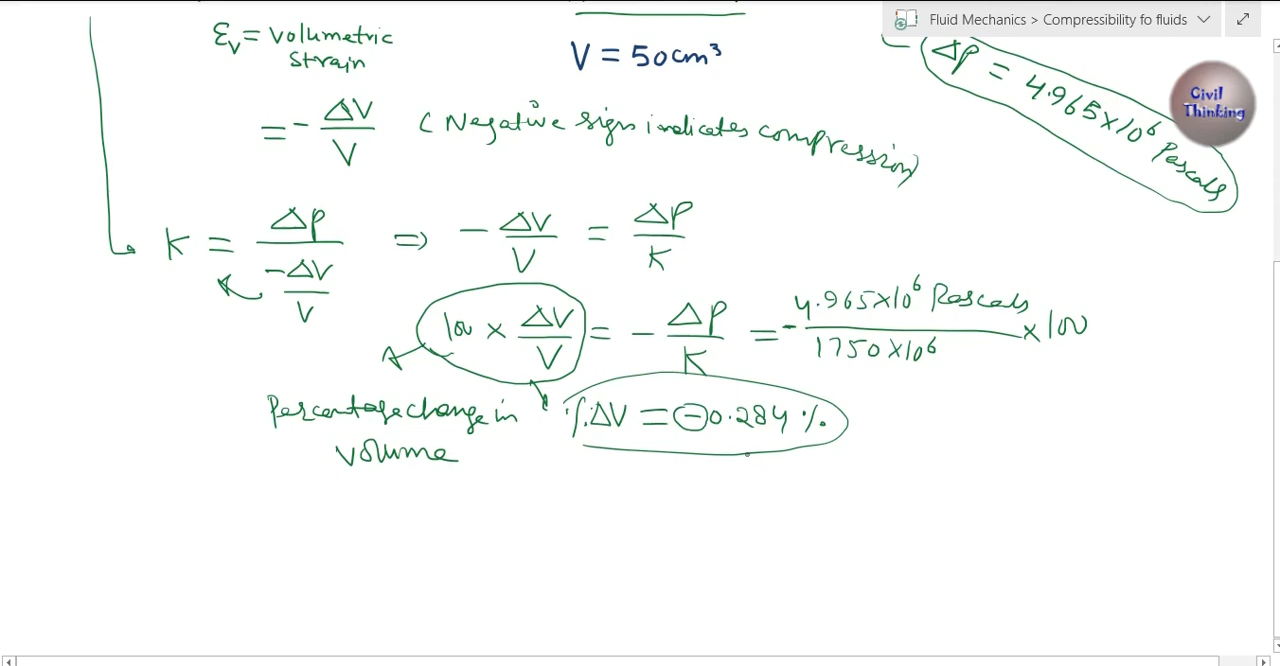 Fluid Mechanics > Compressibility fo fluids
Ɛᵥ = Volumetric
Strain
V = 50cm³
Δp = 4.965×10⁶ Pascals
Civil
Thinking
= - ΔV/V ( Negative sign indicates compression)
K = Δp/(-ΔV/V) ⇒ - ΔV/V = ΔP/K
100 × ΔV/V = - ΔP/K = - 4.965×10⁶ Pascals/1750×10⁶ × 100
Percentage change in
volume
%ΔV = -0.284 %